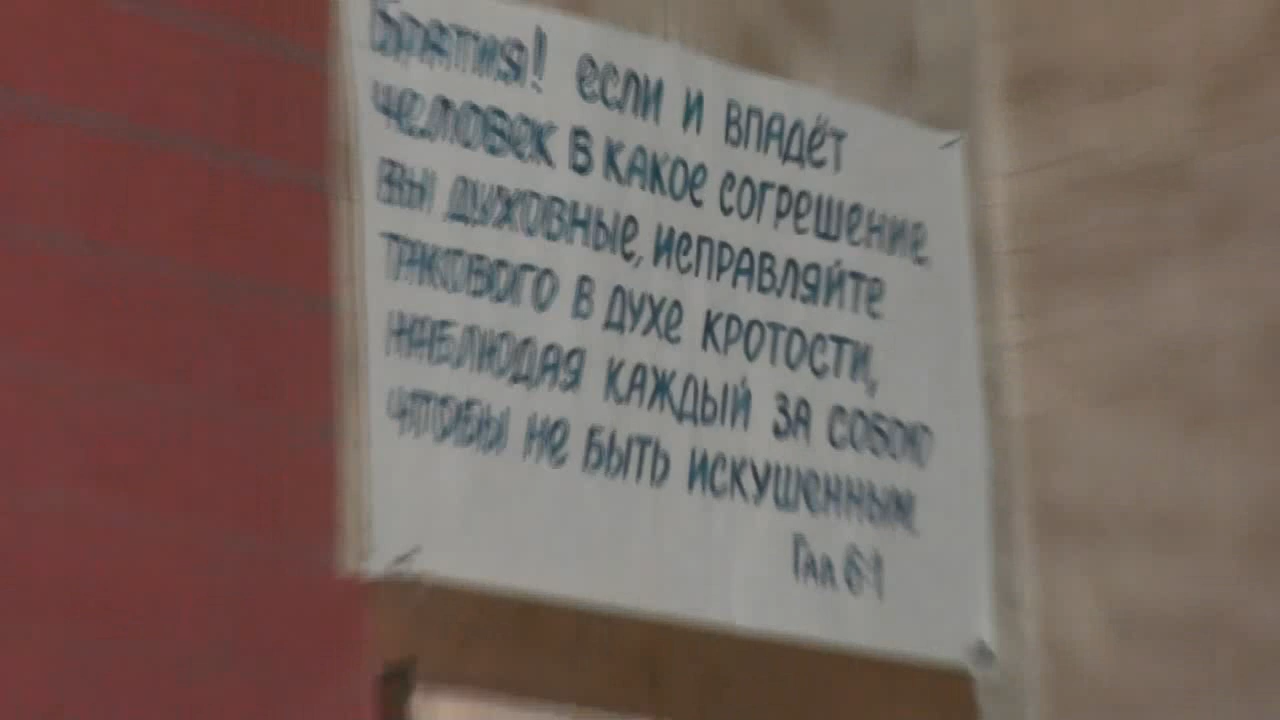 Братия! если и впадёт
человек в какое согрешение
вы духовные, исправляйте
такового в духе кротости,
наблюдая каждый за собою
чтобы не быть искушенным
Гал 6:1